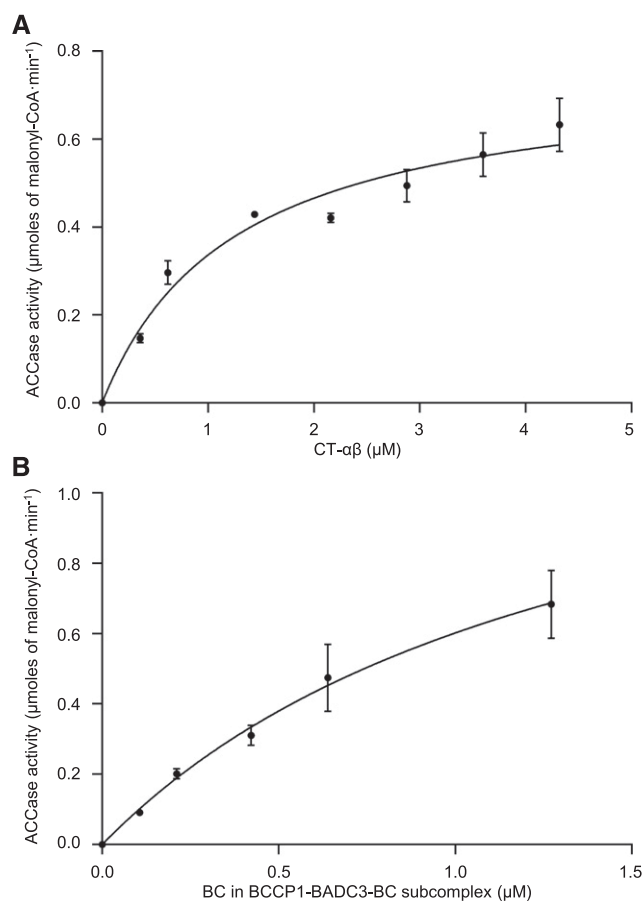 A
ACCase activity (μmoles of malonyl-CoA·min⁻¹)
0.8
0.6
0.4
0.2
0.0
0 1 2 3 4 5
CT-αβ (μM)
B
ACCase activity (μmoles of malonyl-CoA·min⁻¹)
1.0
0.8
0.6
0.4
0.2
0.0
0.0 0.5 1.0 1.5
BC in BCCP1-BADC3-BC subcomplex (μM)